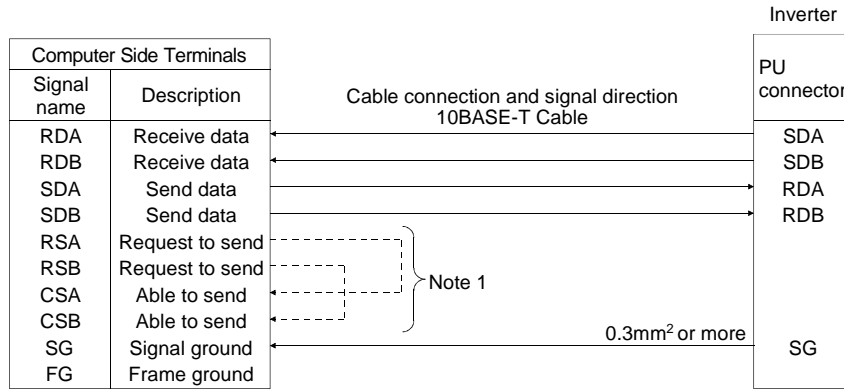 Inverter
Computer Side Terminals
Signal name
Description
Cable connection and signal direction
10BASE-T Cable
PU connector
RDA Receive data SDA
RDB Receive data SDB
SDA Send data RDA
SDB Send data RDB
RSA Request to send
RSB Request to send
Note 1
CSA Able to send
CSB Able to send
SG Signal ground 0.3mm² or more SG
FG Frame ground